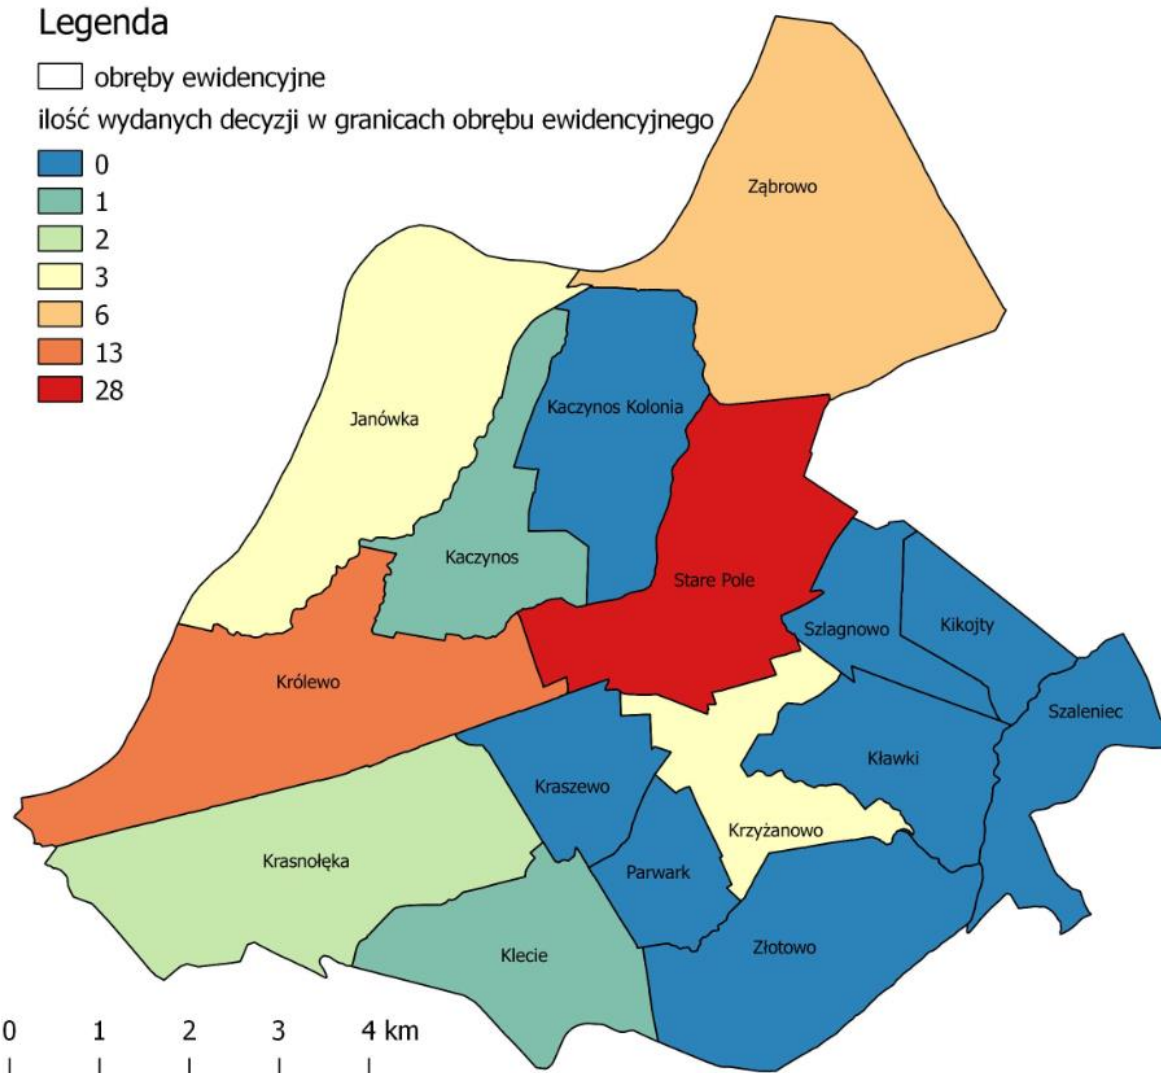 Legenda
obręby ewidencyjne
ilość wydanych decyzji w granicach obrębu ewidencyjnego
0
1
2
3
6
13
28
Ząbrowo
Janówka
Kaczynos Kolonia
Kaczynos
Stare Pole
Szlagnowo
Kikojty
Królewo
Szaleniec
Kławki
Kraszewo
Krzyżanowo
Krasnołęka
Parwark
Złotowo
Klecie
0 1 2 3 4 km